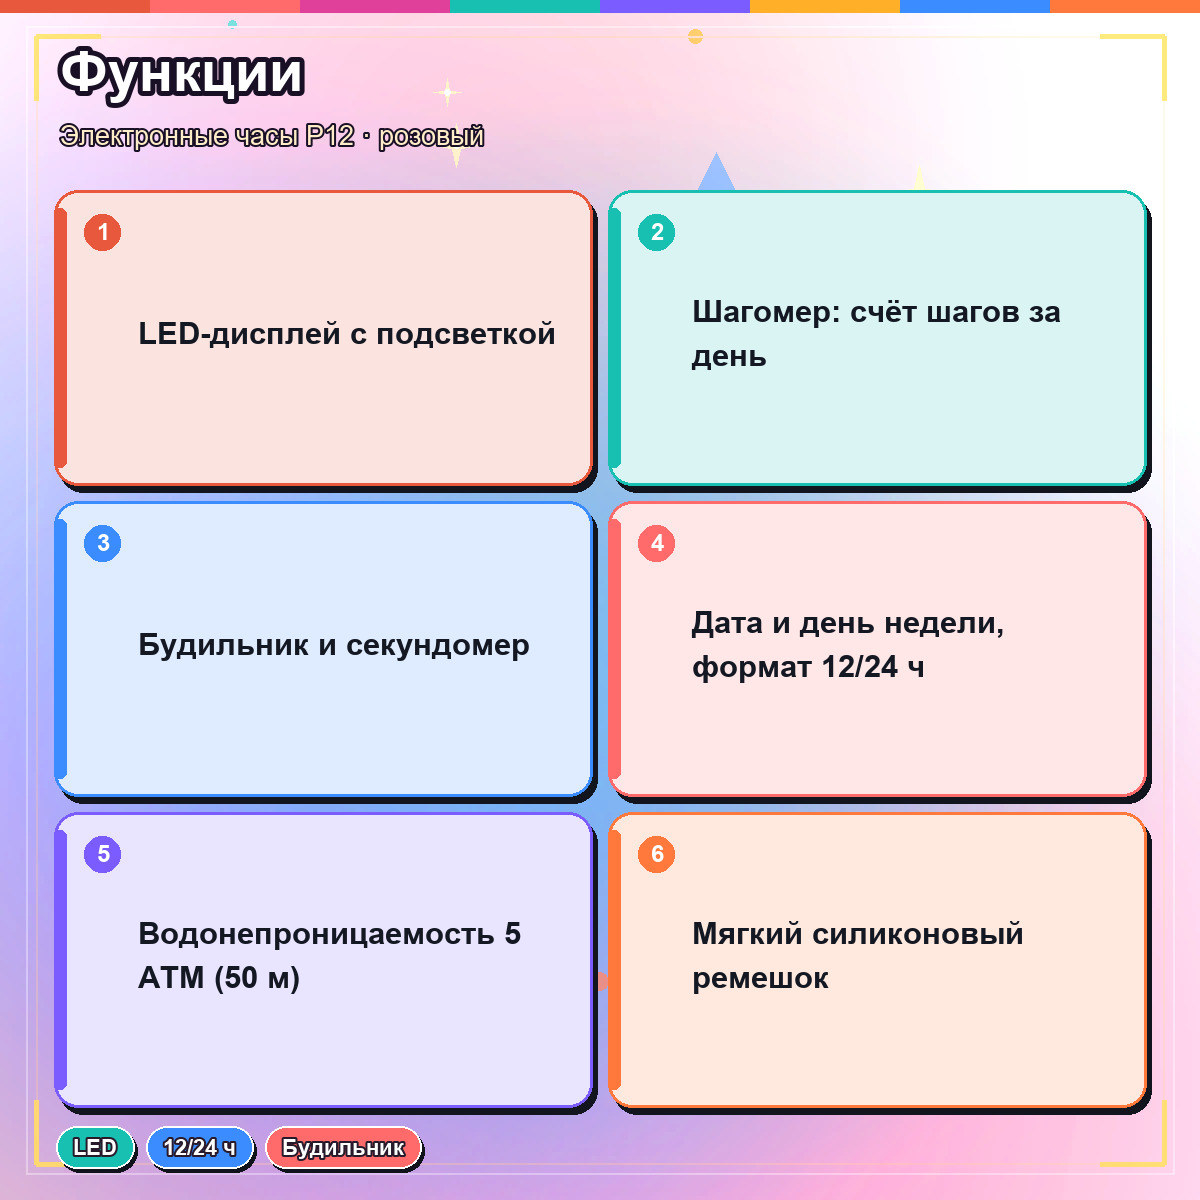 Функции
Электронные часы P12 · розовый
1
LED-дисплей с подсветкой
2
Шагомер: счёт шагов за
день
3
Будильник и секундомер
4
Дата и день недели,
формат 12/24 ч
5
Водонепроницаемость 5
ATM (50 м)
6
Мягкий силиконовый
ремешок
LED
12/24 ч
Будильник